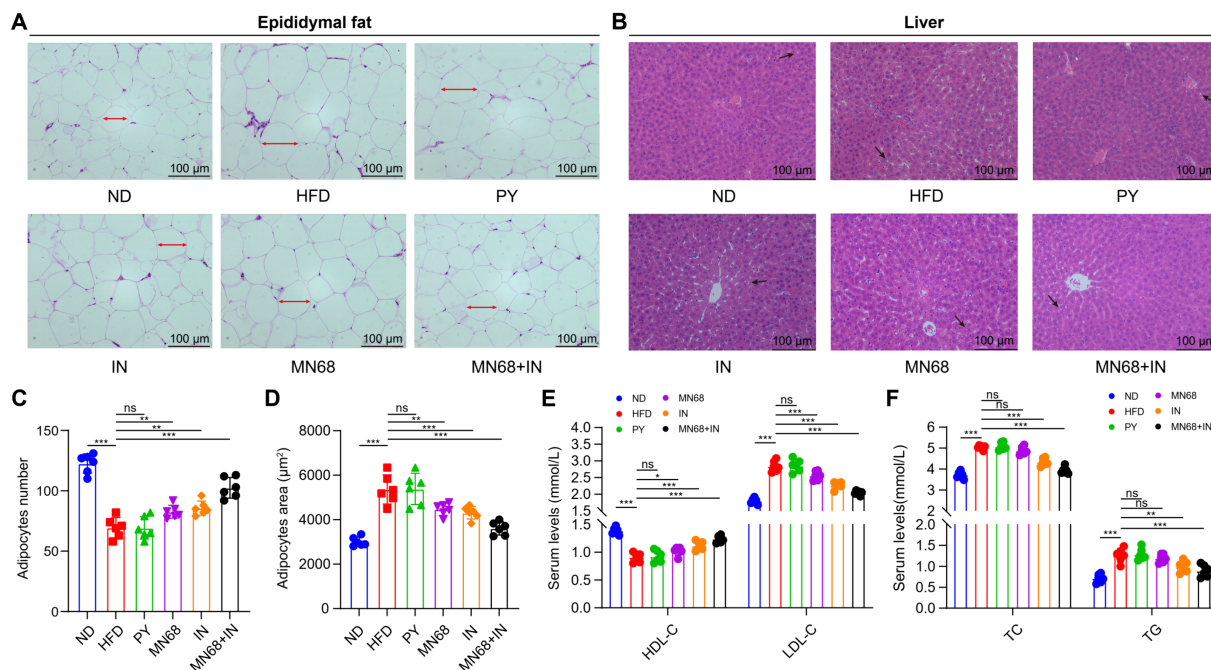 A
Epididymal fat
100 µm
100 µm
100 µm
ND
HFD
PY
100 µm
100 µm
100 µm
IN
MN68
MN68+IN
B
Liver
100 µm
100 µm
100 µm
ND
HFD
PY
100 µm
100 µm
100 µm
IN
MN68
MN68+IN
C
ns
**
**
***
***
150
100
50
0
Adipocytes number
ND
HFD
PY
MN68
IN
MN68+IN
D
ns
**
***
***
***
8000
6000
4000
2000
0
Adipocytes area (µm²)
ND
HFD
PY
MN68
IN
MN68+IN
E
ND
HFD
PY
MN68
IN
MN68+IN
ns
***
***
***
***
ns
*
***
***
***
4.0
3.5
3.0
2.5
2.0
1.5
1.5
1.0
0.5
0.0
Serum levels (mmol/L)
HDL-C
LDL-C
F
ND
HFD
PY
MN68
IN
MN68+IN
ns
ns
***
***
***
ns
ns
**
***
***
6
5
4
3
2
1.5
1.0
0.5
0.0
Serum levels(mmol/L)
TC
TG